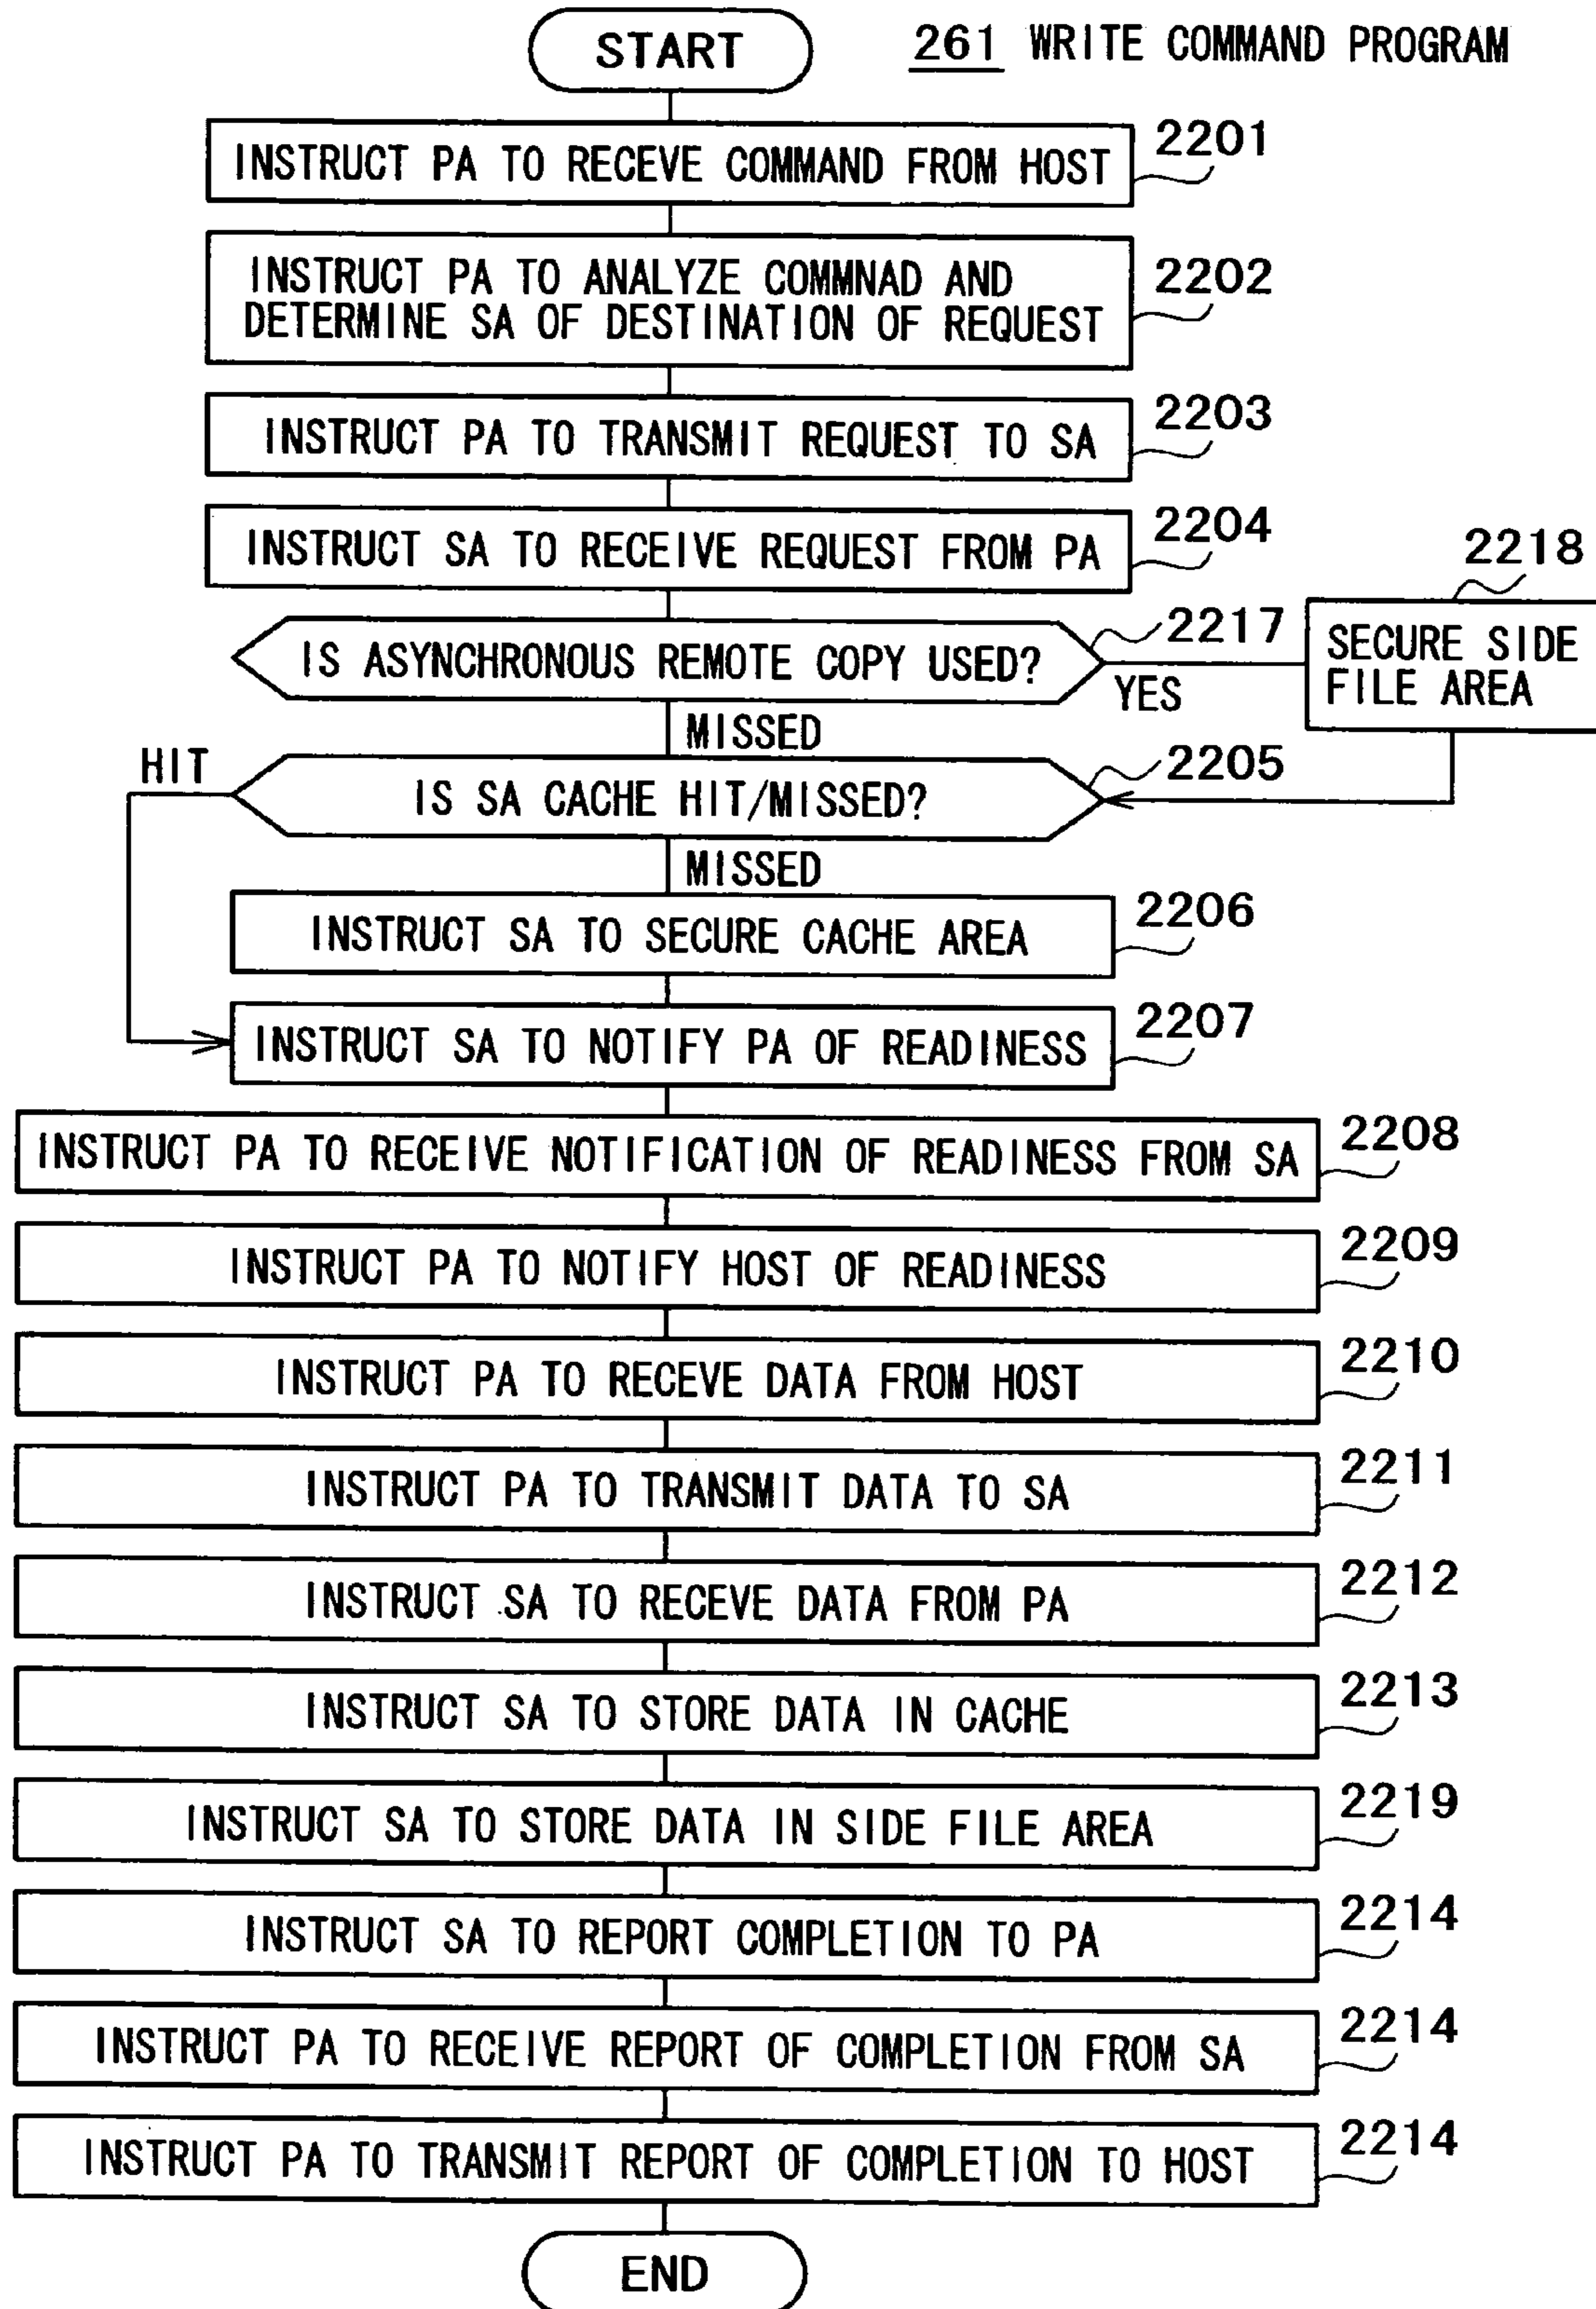 START
261 WRITE COMMAND PROGRAM
INSTRUCT PA TO RECEVE COMMAND FROM HOST
2201
INSTRUCT PA TO ANALYZE COMMNAD AND
DETERMINE SA OF DESTINATION OF REQUEST
2202
INSTRUCT PA TO TRANSMIT REQUEST TO SA
2203
INSTRUCT SA TO RECEIVE REQUEST FROM PA
2204
IS ASYNCHRONOUS REMOTE COPY USED?
2217
YES
2218
SECURE SIDE
FILE AREA
MISSED
HIT
IS SA CACHE HIT/MISSED?
2205
MISSED
INSTRUCT SA TO SECURE CACHE AREA
2206
INSTRUCT SA TO NOTIFY PA OF READINESS
2207
INSTRUCT PA TO RECEIVE NOTIFICATION OF READINESS FROM SA
2208
INSTRUCT PA TO NOTIFY HOST OF READINESS
2209
INSTRUCT PA TO RECEVE DATA FROM HOST
2210
INSTRUCT PA TO TRANSMIT DATA TO SA
2211
INSTRUCT SA TO RECEVE DATA FROM PA
2212
INSTRUCT SA TO STORE DATA IN CACHE
2213
INSTRUCT SA TO STORE DATA IN SIDE FILE AREA
2219
INSTRUCT SA TO REPORT COMPLETION TO PA
2214
INSTRUCT PA TO RECEIVE REPORT OF COMPLETION FROM SA
2214
INSTRUCT PA TO TRANSMIT REPORT OF COMPLETION TO HOST
2214
END